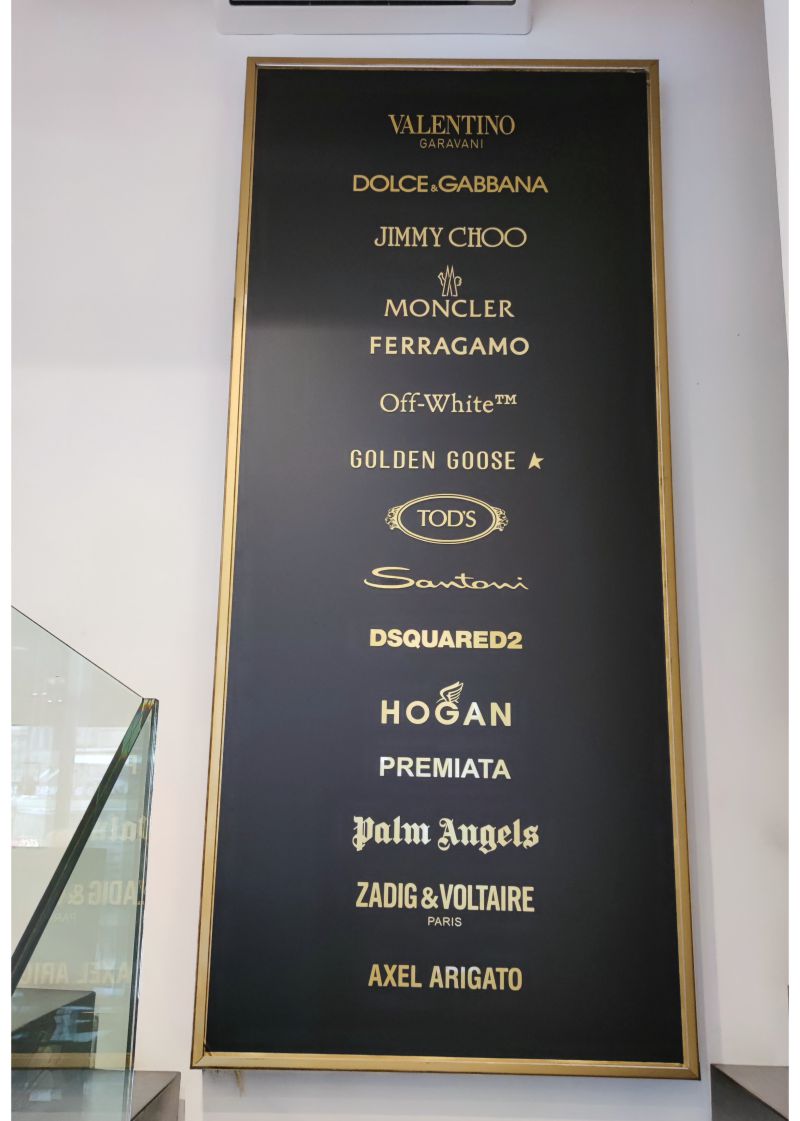 VALENTINO
GARAVANI
DOLCE&GABBANA
JIMMY CHOO
MONCLER
FERRAGAMO
Off-White™
GOLDEN GOOSE
TOD'S
Santoni
DSQUARED2
HOGAN
PREMIATA
Palm Angels
ZADIG & VOLTAIRE
PARIS
AXEL ARIGATO